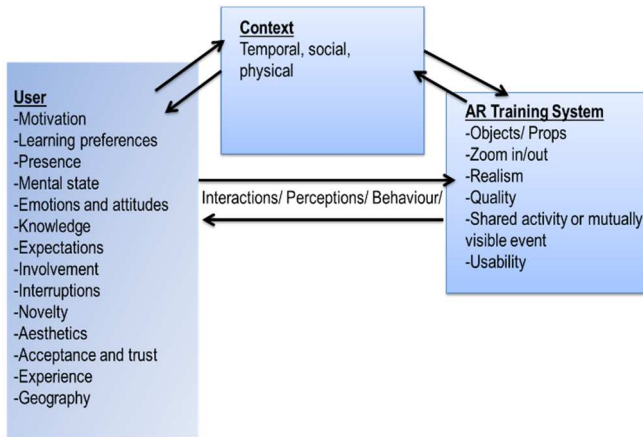 Context
Temporal, social,
physical
User
-Motivation
-Learning preferences
-Presence
-Mental state
-Emotions and attitudes
-Knowledge
-Expectations
-Involvement
-Interruptions
-Novelty
-Aesthetics
-Acceptance and trust
-Experience
-Geography
Interactions/ Perceptions/ Behaviour/
AR Training System
-Objects/ Props
-Zoom in/out
-Realism
-Quality
-Shared activity or mutually
visible event
-Usability